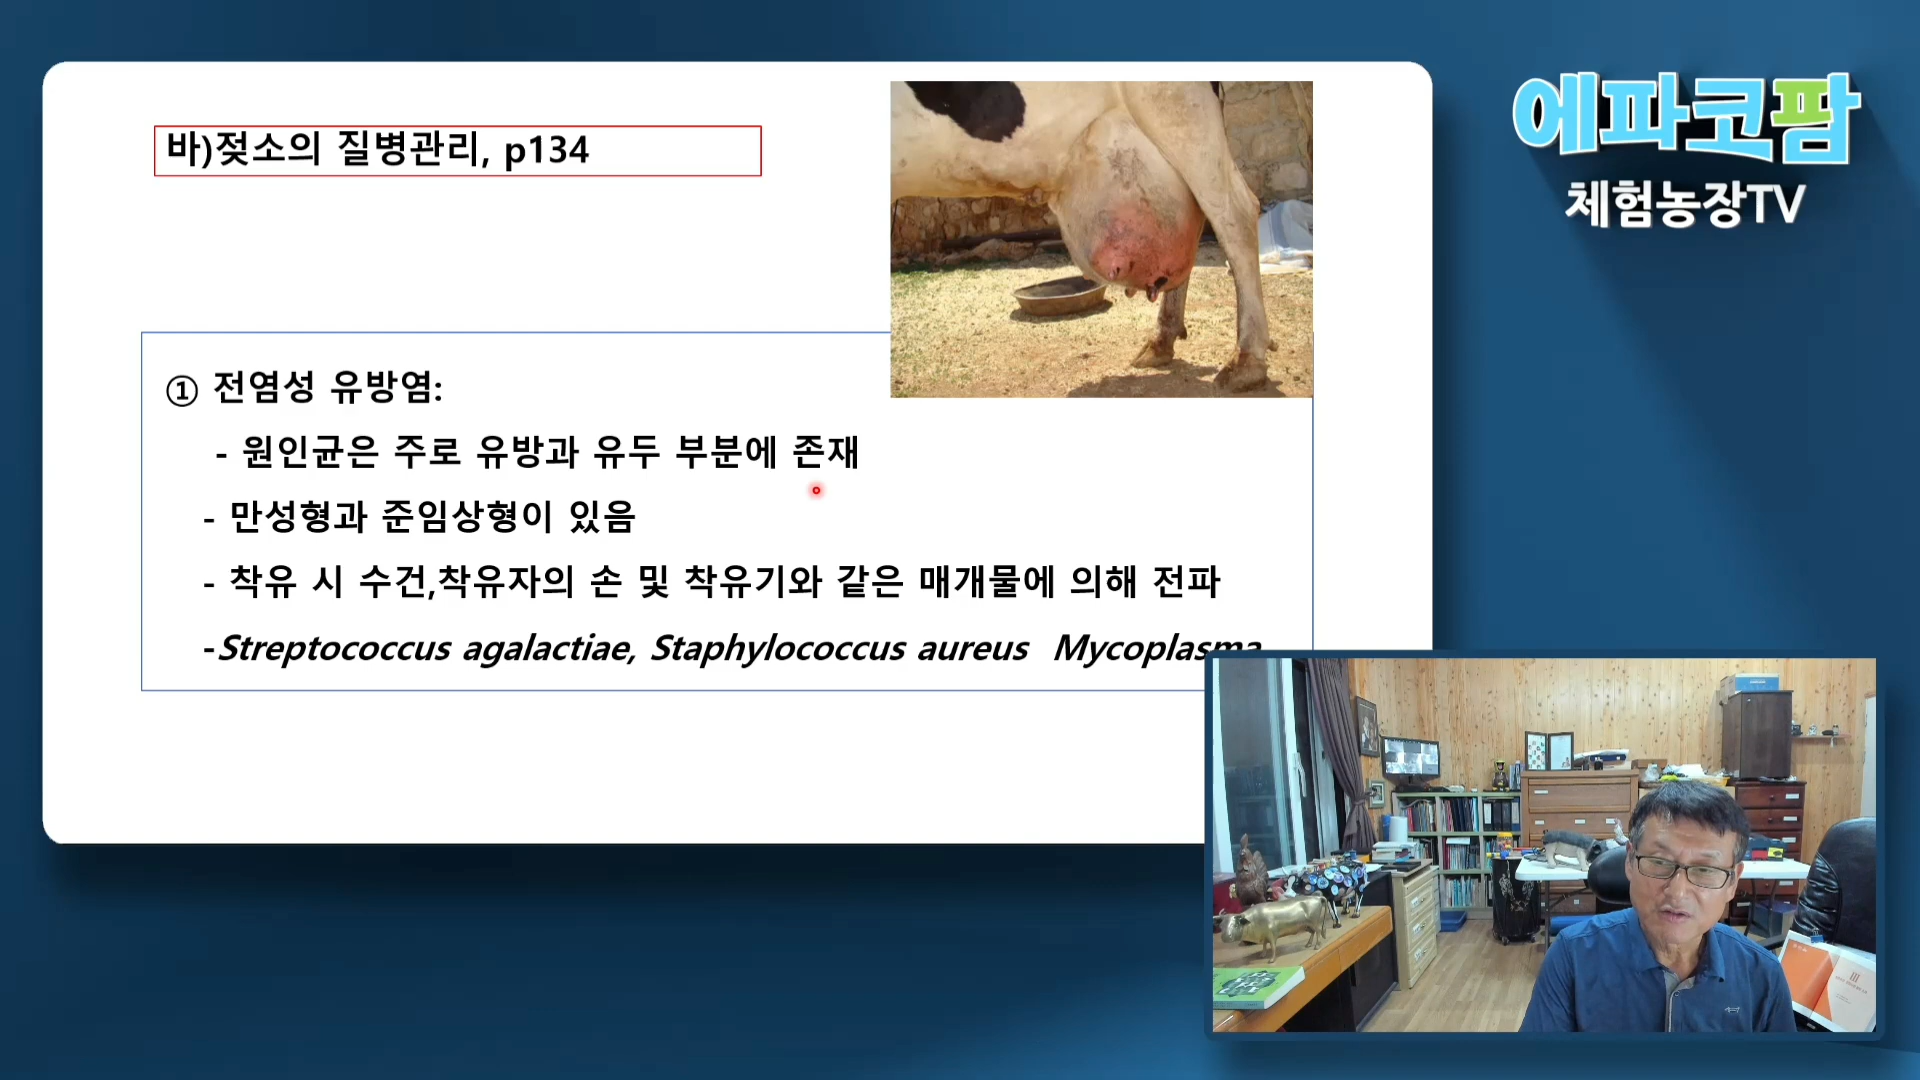 바)젖소의 질병관리, p134
① 전염성 유방염:
- 원인균은 주로 유방과 유두 부분에 존재
- 만성형과 준임상형이 있음
- 착유 시 수건,착유자의 손 및 착유기와 같은 매개물에 의해 전파
-Streptococcus agalactiae, Staphylococcus aureus Mycoplasma
에파코팜
체험농장TV